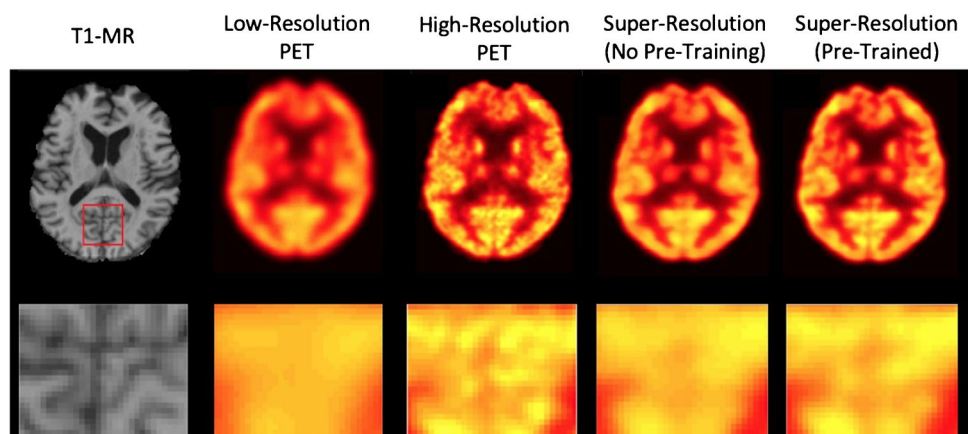 T1-MR
Low-Resolution
PET
High-Resolution
PET
Super-Resolution
(No Pre-Training)
Super-Resolution
(Pre-Trained)